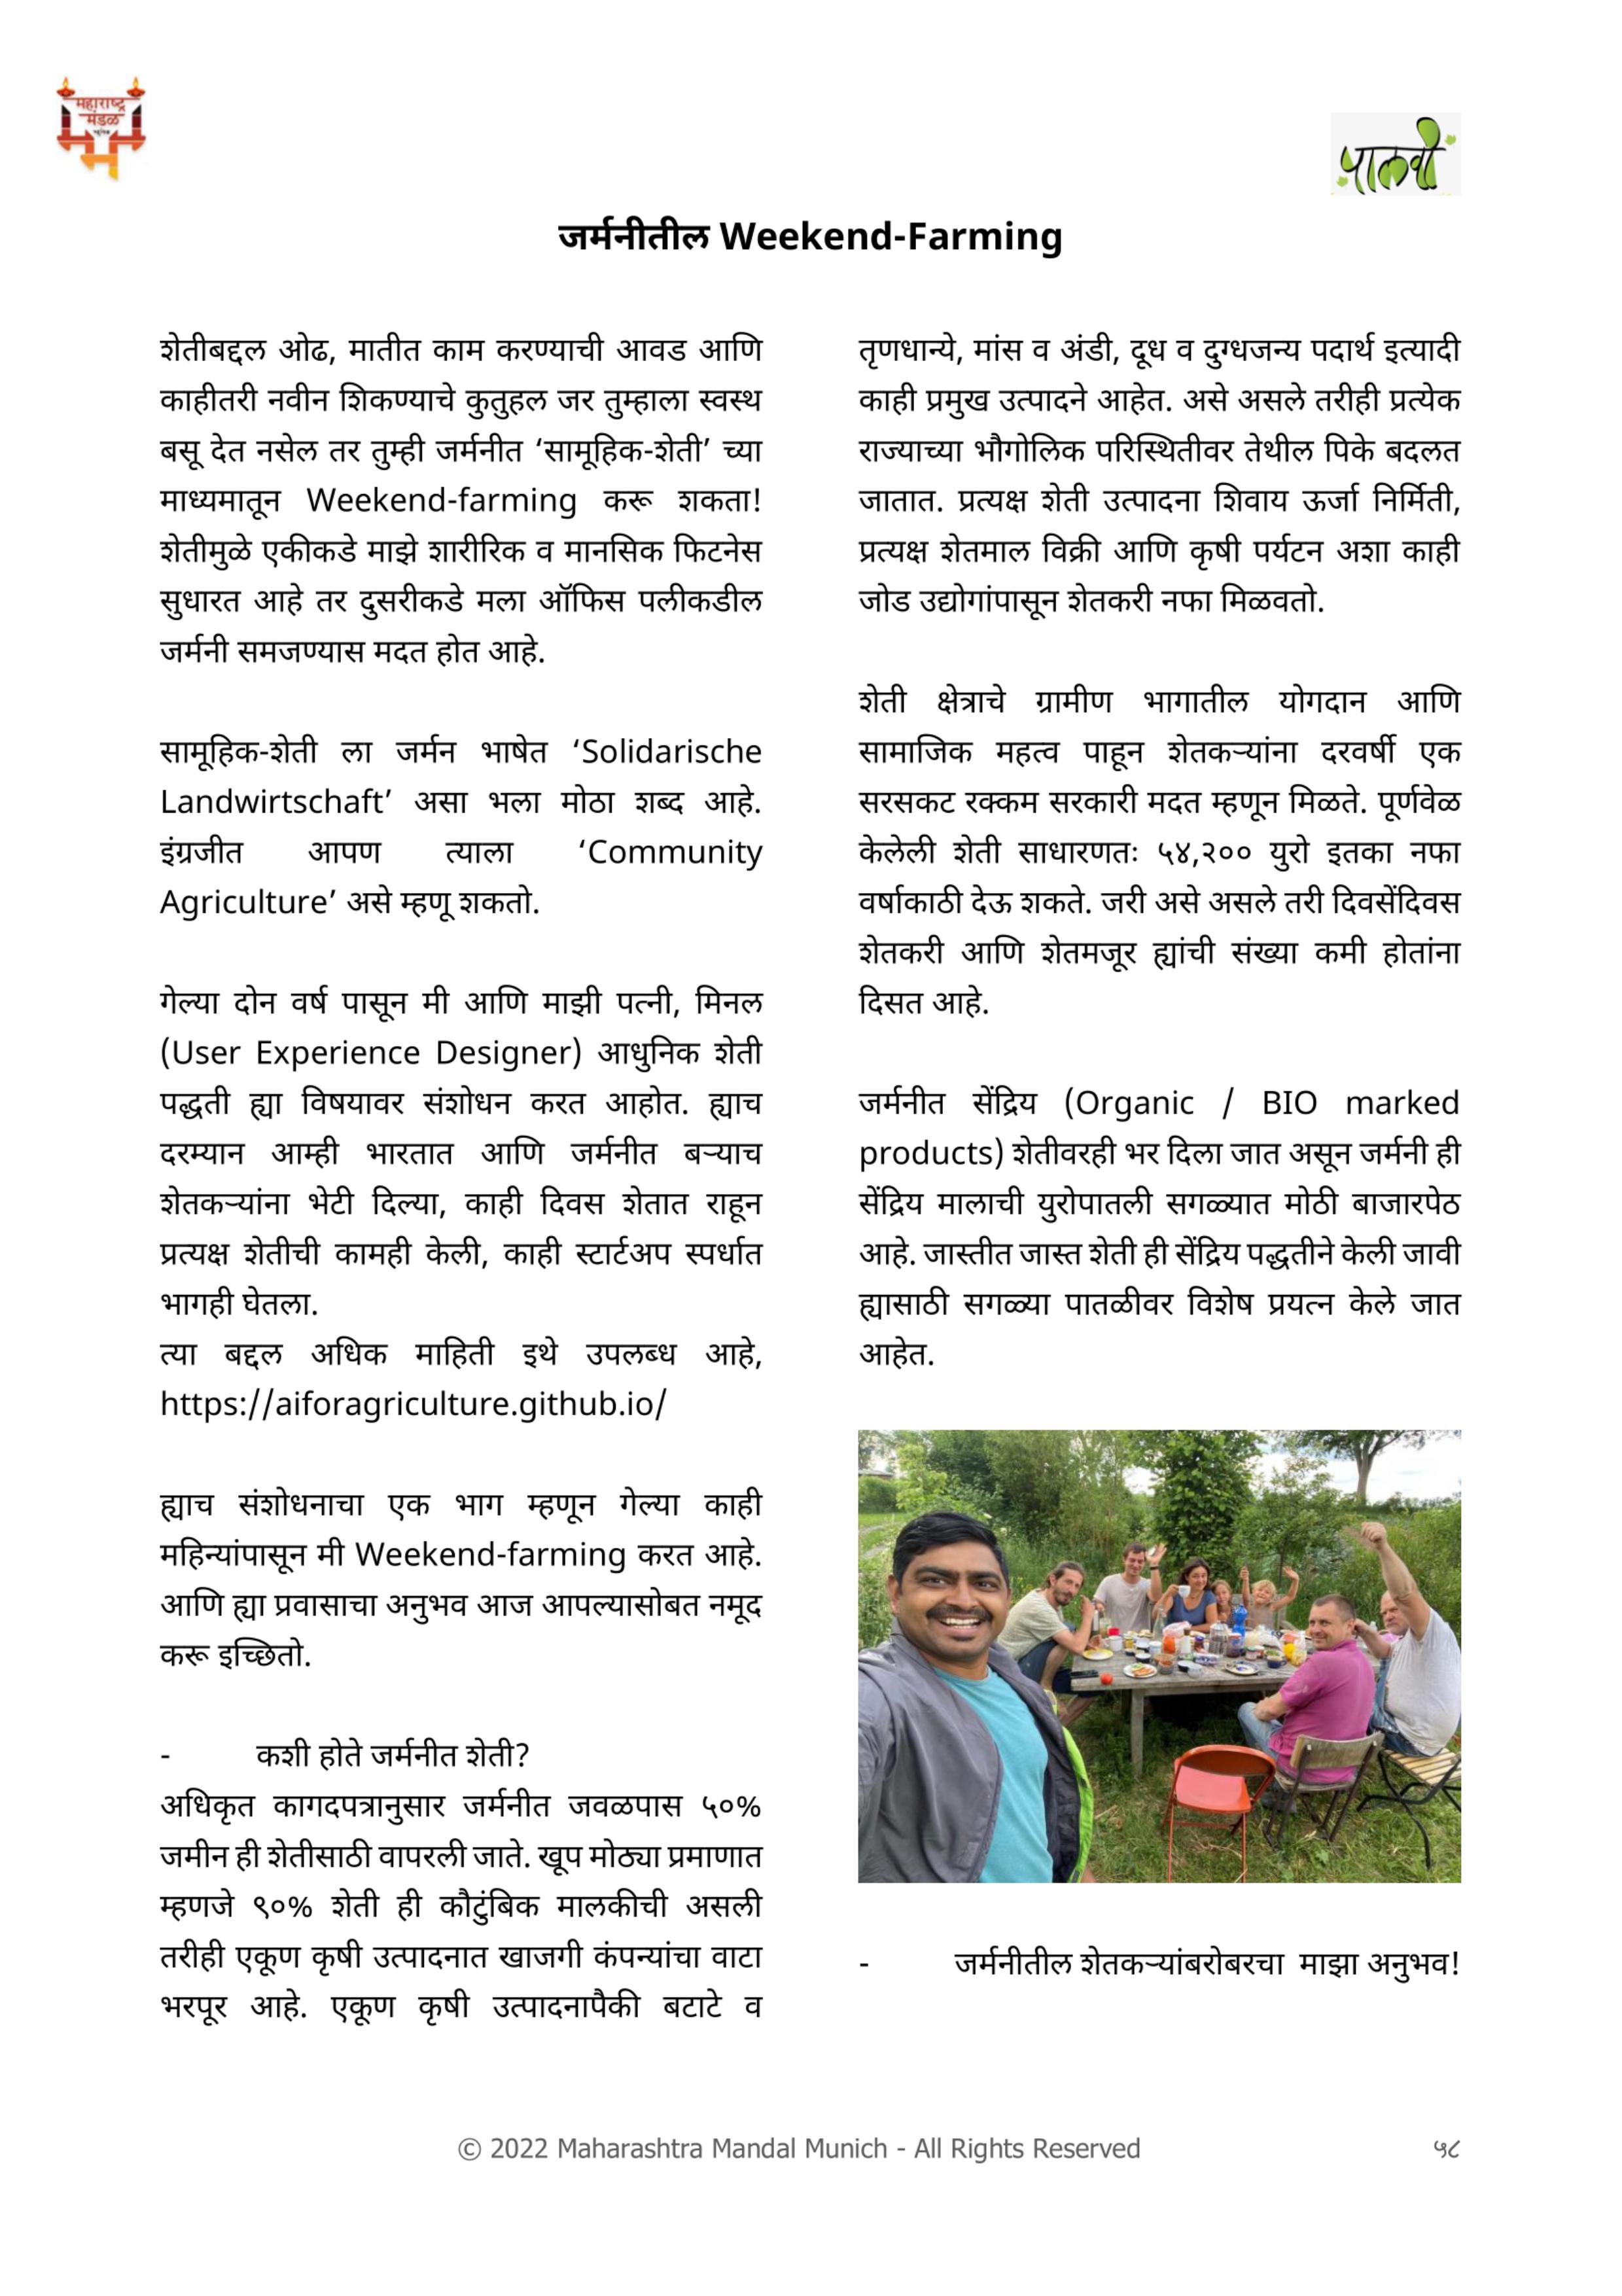 महाराष्ट्र
मंडळ
पालवी
जर्मनीतील Weekend-Farming
शेतीबद्दल ओढ, मातीत काम करण्याची आवड आणि
काहीतरी नवीन शिकण्याचे कुतुहल जर तुम्हाला स्वस्थ
बसू देत नसेल तर तुम्ही जर्मनीत ‘सामूहिक-शेती’ च्या
माध्यमातून Weekend-farming करू शकता!
शेतीमुळे एकीकडे माझे शारीरिक व मानसिक फिटनेस
सुधारत आहे तर दुसरीकडे मला ऑफिस पलीकडील
जर्मनी समजण्यास मदत होत आहे.
सामूहिक-शेती ला जर्मन भाषेत ‘Solidarische
Landwirtschaft’ असा भला मोठा शब्द आहे.
इंग्रजीत आपण त्याला ‘Community
Agriculture’ असे म्हणू शकतो.
गेल्या दोन वर्ष पासून मी आणि माझी पत्नी, मिनल
(User Experience Designer) आधुनिक शेती
पद्धती ह्या विषयावर संशोधन करत आहोत. ह्याच
दरम्यान आम्ही भारतात आणि जर्मनीत बऱ्याच
शेतकऱ्यांना भेटी दिल्या, काही दिवस शेतात राहून
प्रत्यक्ष शेतीची कामही केली, काही स्टार्टअप स्पर्धात
भागही घेतला.
त्या बद्दल अधिक माहिती इथे उपलब्ध आहे,
https://aiforagriculture.github.io/
ह्याच संशोधनाचा एक भाग म्हणून गेल्या काही
महिन्यांपासून मी Weekend-farming करत आहे.
आणि ह्या प्रवासाचा अनुभव आज आपल्यासोबत नमूद
करू इच्छितो.
- कशी होते जर्मनीत शेती?
अधिकृत कागदपत्रानुसार जर्मनीत जवळपास ५०%
जमीन ही शेतीसाठी वापरली जाते. खूप मोठ्या प्रमाणात
म्हणजे ९०% शेती ही कौटुंबिक मालकीची असली
तरीही एकूण कृषी उत्पादनात खाजगी कंपन्यांचा वाटा
भरपूर आहे. एकूण कृषी उत्पादनापैकी बटाटे व
तृणधान्ये, मांस व अंडी, दूध व दुग्धजन्य पदार्थ इत्यादी
काही प्रमुख उत्पादने आहेत. असे असले तरीही प्रत्येक
राज्याच्या भौगोलिक परिस्थितीवर तेथील पिके बदलत
जातात. प्रत्यक्ष शेती उत्पादना शिवाय ऊर्जा निर्मिती,
प्रत्यक्ष शेतमाल विक्री आणि कृषी पर्यटन अशा काही
जोड उद्योगांपासून शेतकरी नफा मिळवतो.
शेती क्षेत्राचे ग्रामीण भागातील योगदान आणि
सामाजिक महत्व पाहून शेतकऱ्यांना दरवर्षी एक
सरसकट रक्कम सरकारी मदत म्हणून मिळते. पूर्णवेळ
केलेली शेती साधारणतः ५४,२०० युरो इतका नफा
वर्षाकाठी देऊ शकते. जरी असे असले तरी दिवसेंदिवस
शेतकरी आणि शेतमजूर ह्यांची संख्या कमी होतांना
दिसत आहे.
जर्मनीत सेंद्रिय (Organic / BIO marked
products) शेतीवरही भर दिला जात असून जर्मनी ही
सेंद्रिय मालाची युरोपातली सगळ्यात मोठी बाजारपेठ
आहे. जास्तीत जास्त शेती ही सेंद्रिय पद्धतीने केली जावी
ह्यासाठी सगळ्या पातळीवर विशेष प्रयत्न केले जात
आहेत.
- जर्मनीतील शेतकऱ्यांबरोबरचा माझा अनुभव!
© 2022 Maharashtra Mandal Munich - All Rights Reserved
५८